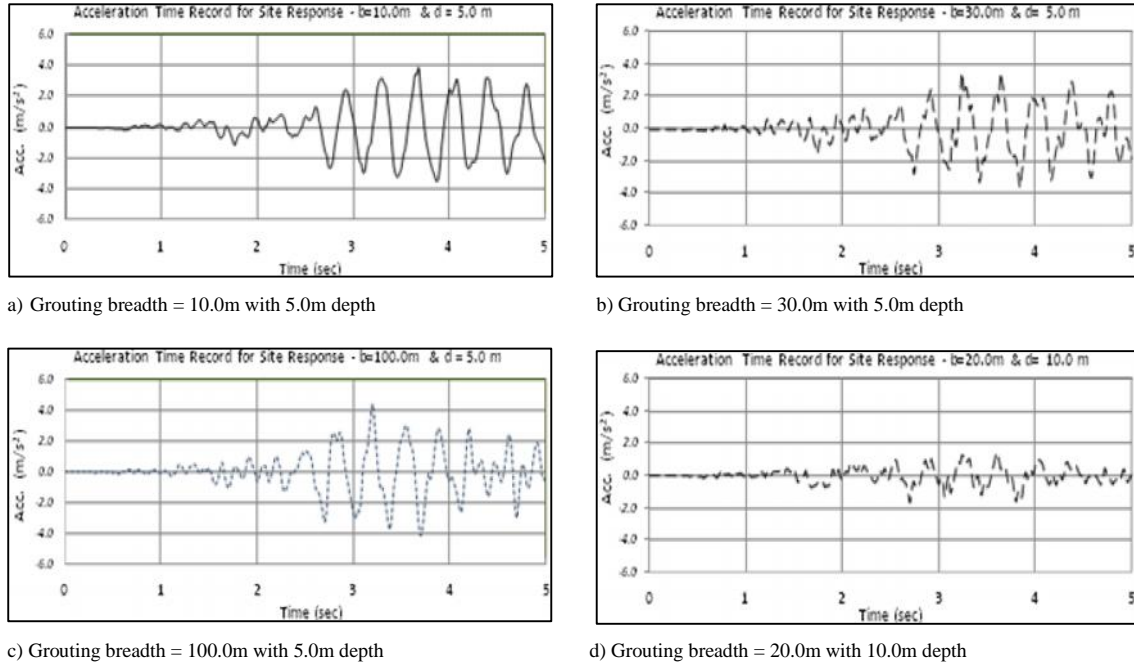 Acceleration Time Record for Site Response - b=10.0m & d = 5.0 m
6.0
4.0
2.0
0.0
-2.0
-4.0
-6.0
Acc. (m/s²)
0 1 2 3 4 5
Time (sec)
a) Grouting breadth = 10.0m with 5.0m depth
Acceleration Time Record for Site Response - b=30.0m & d= 5.0 m
6.0
4.0
2.0
0.0
-2.0
-4.0
-6.0
Acc. (m/s²)
0 1 2 3 4 5
Time (sec)
b) Grouting breadth = 30.0m with 5.0m depth
Acceleration Time Record for Site Response - b=100.0m & d = 5.0 m
6.0
4.0
2.0
0.0
-2.0
-4.0
-6.0
Acc. (m/s²)
0 1 2 3 4 5
Time (sec)
c) Grouting breadth = 100.0m with 5.0m depth
Acceleration Time Record for Site Response - b=20.0m & d= 10.0 m
6.0
4.0
2.0
0.0
-2.0
-4.0
-6.0
Acc. (m/s²)
0 1 2 3 4 5
Time (sec)
d) Grouting breadth = 20.0m with 10.0m depth